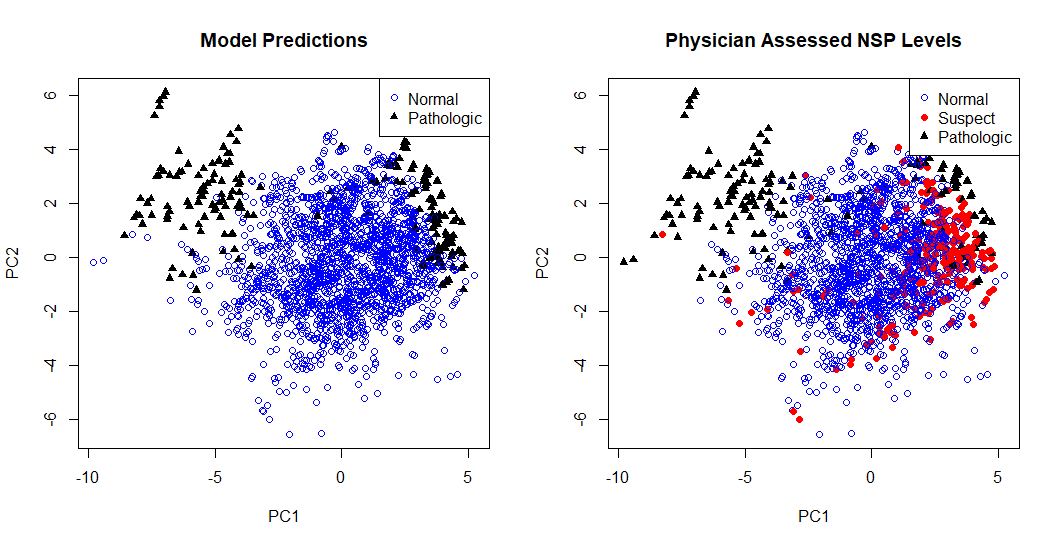 Model Predictions
Normal
Pathologic
6
4
2
0
-2
-4
-6
PC2
-10
-5
0
5
PC1
Physician Assessed NSP Levels
Normal
Suspect
Pathologic
6
4
2
0
-2
-4
-6
PC2
-10
-5
0
5
PC1